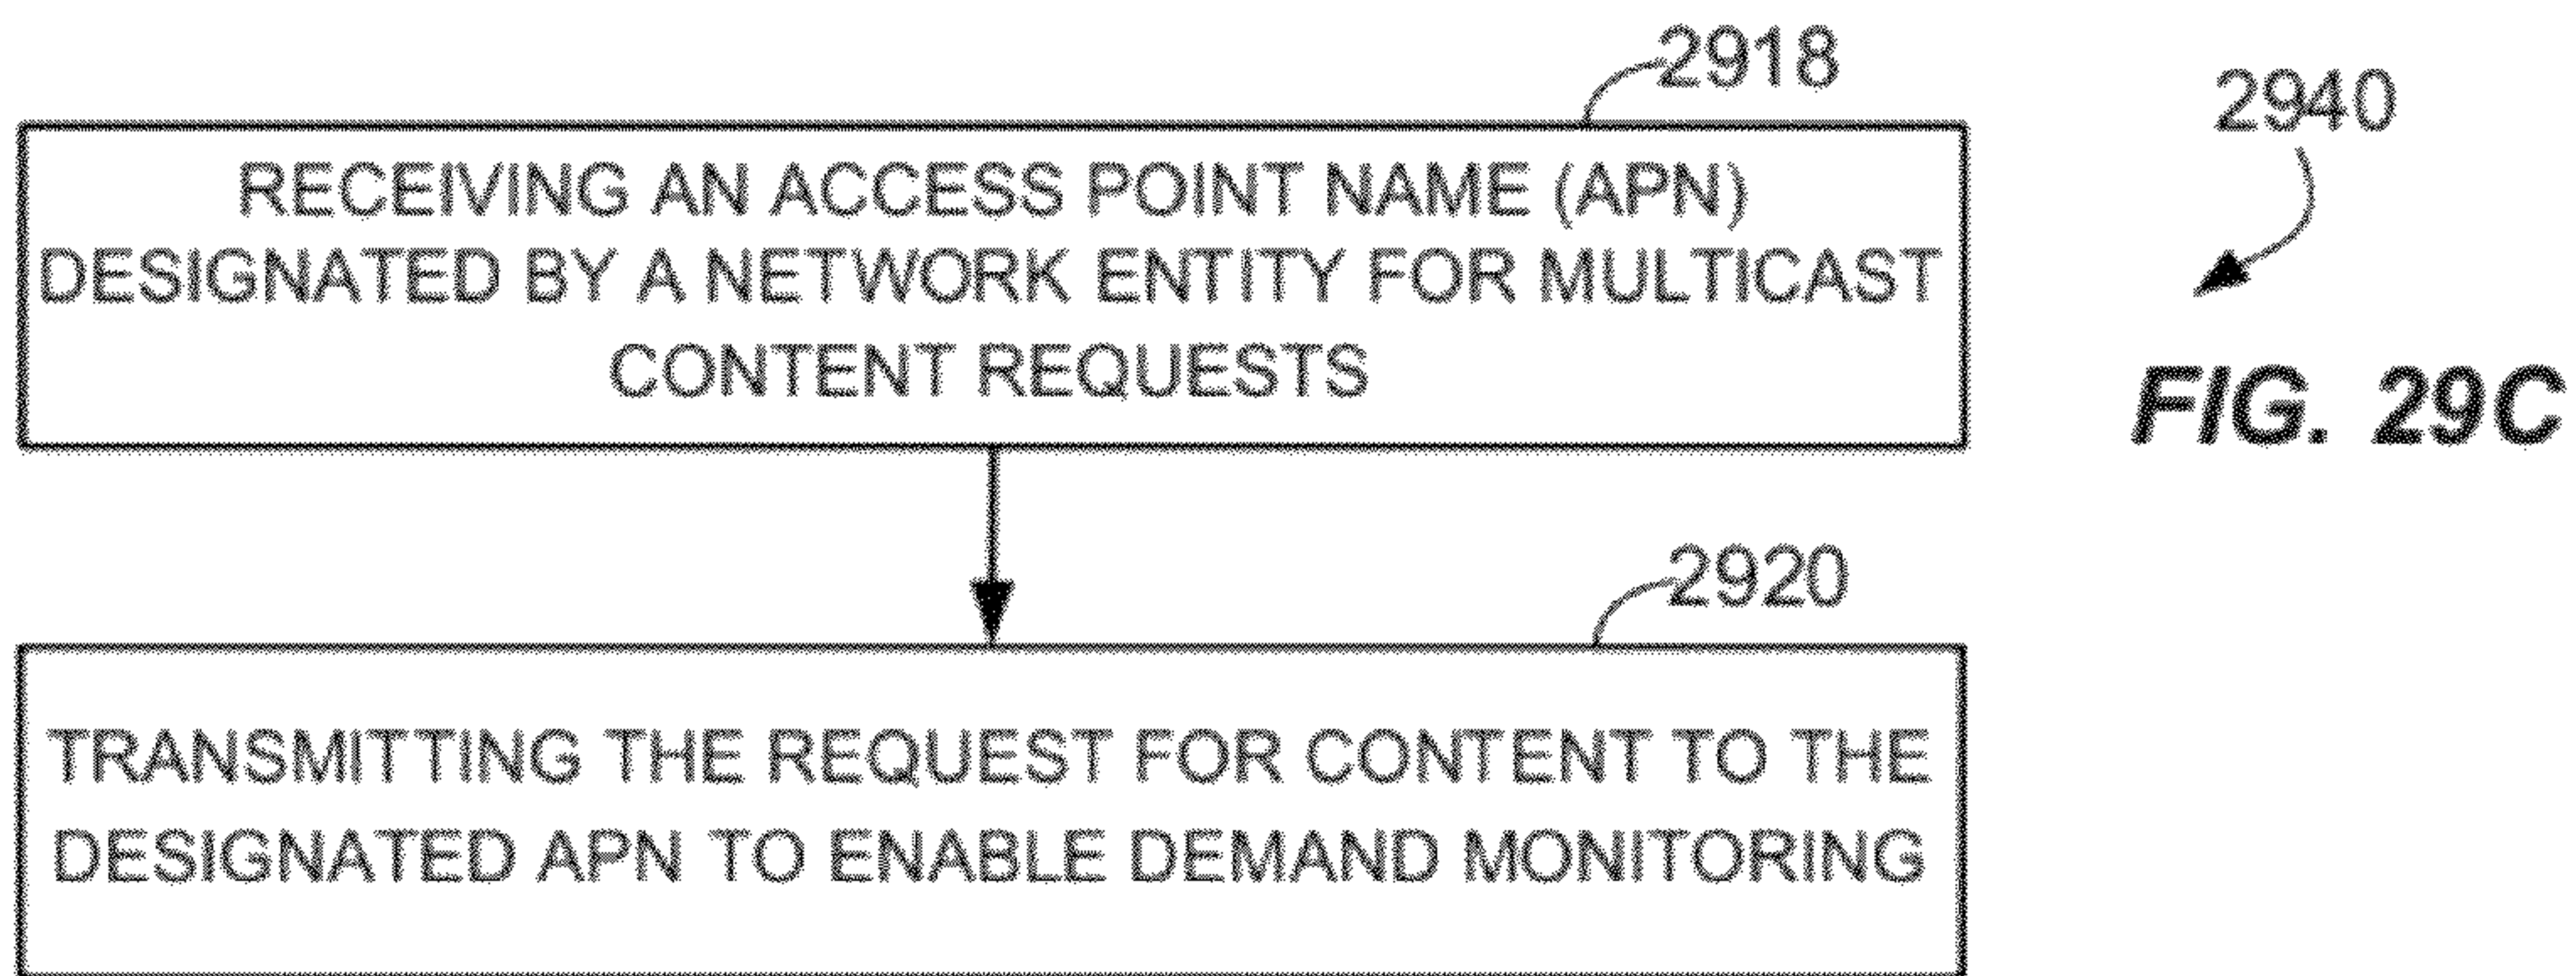 2918
2940
RECEIVING AN ACCESS POINT NAME (APN)
DESIGNATED BY A NETWORK ENTITY FOR MULTICAST
CONTENT REQUESTS
FIG. 29C
2920
TRANSMITTING THE REQUEST FOR CONTENT TO THE
DESIGNATED APN TO ENABLE DEMAND MONITORING